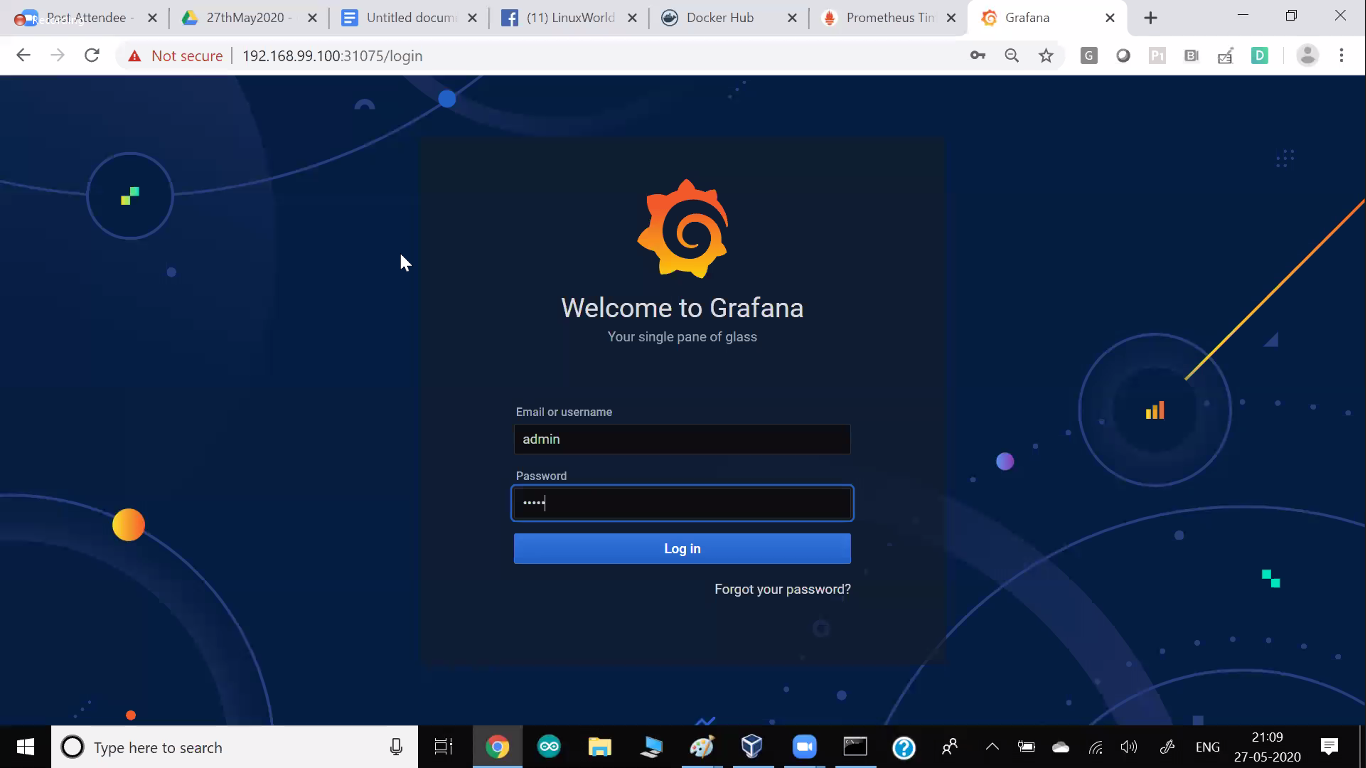 Post Attendee -
27thMay2020 -
Untitled docum
(11) LinuxWorld
Docker Hub
Prometheus Tim
Grafana
Not secure
192.168.99.100:31075/login
Welcome to Grafana
Your single pane of glass
Email or username
admin
Password
•••••
Log in
Forgot your password?
Type here to search
ENG
21:09
27-05-2020